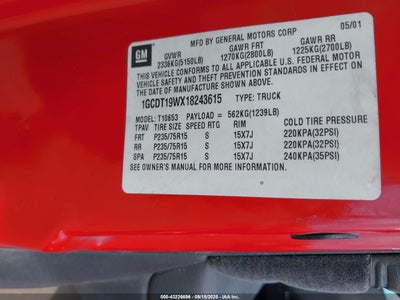 GM
MFD BY GENERAL MOTORS CORP 05/01
GVWR GAWR FRT GAWR RR
2336KG(5150LB) 1270KG(2800LB) 1225KG(2700LB)
THIS VEHICLE CONFORMS TO ALL APPLICABLE U.S. FEDERAL
MOTOR VEHICLE SAFETY AND THEFT PREVENTION STANDARDS IN
EFFECT ON THE DATE OF MANUFACTURE SHOWN ABOVE.
1GCDT19WX18243615 TYPE: TRUCK
MODEL: T10653 PAYLOAD = 562KG(1239LB)
TPAV TIRE SIZE SPEED RTG RIM COLD TIRE PRESSURE
FRT P235/75R15 S 15X7J 220KPA(32PSI)
RR P235/75R15 S 15X7J 220KPA(32PSI)
SPA P235/75R15 S 15X7J 240KPA(35PSI)
SEE OWNER'S MANUAL FOR MORE INFORMATION.
000-43226696 - 09/15/2025 - IAA Inc.